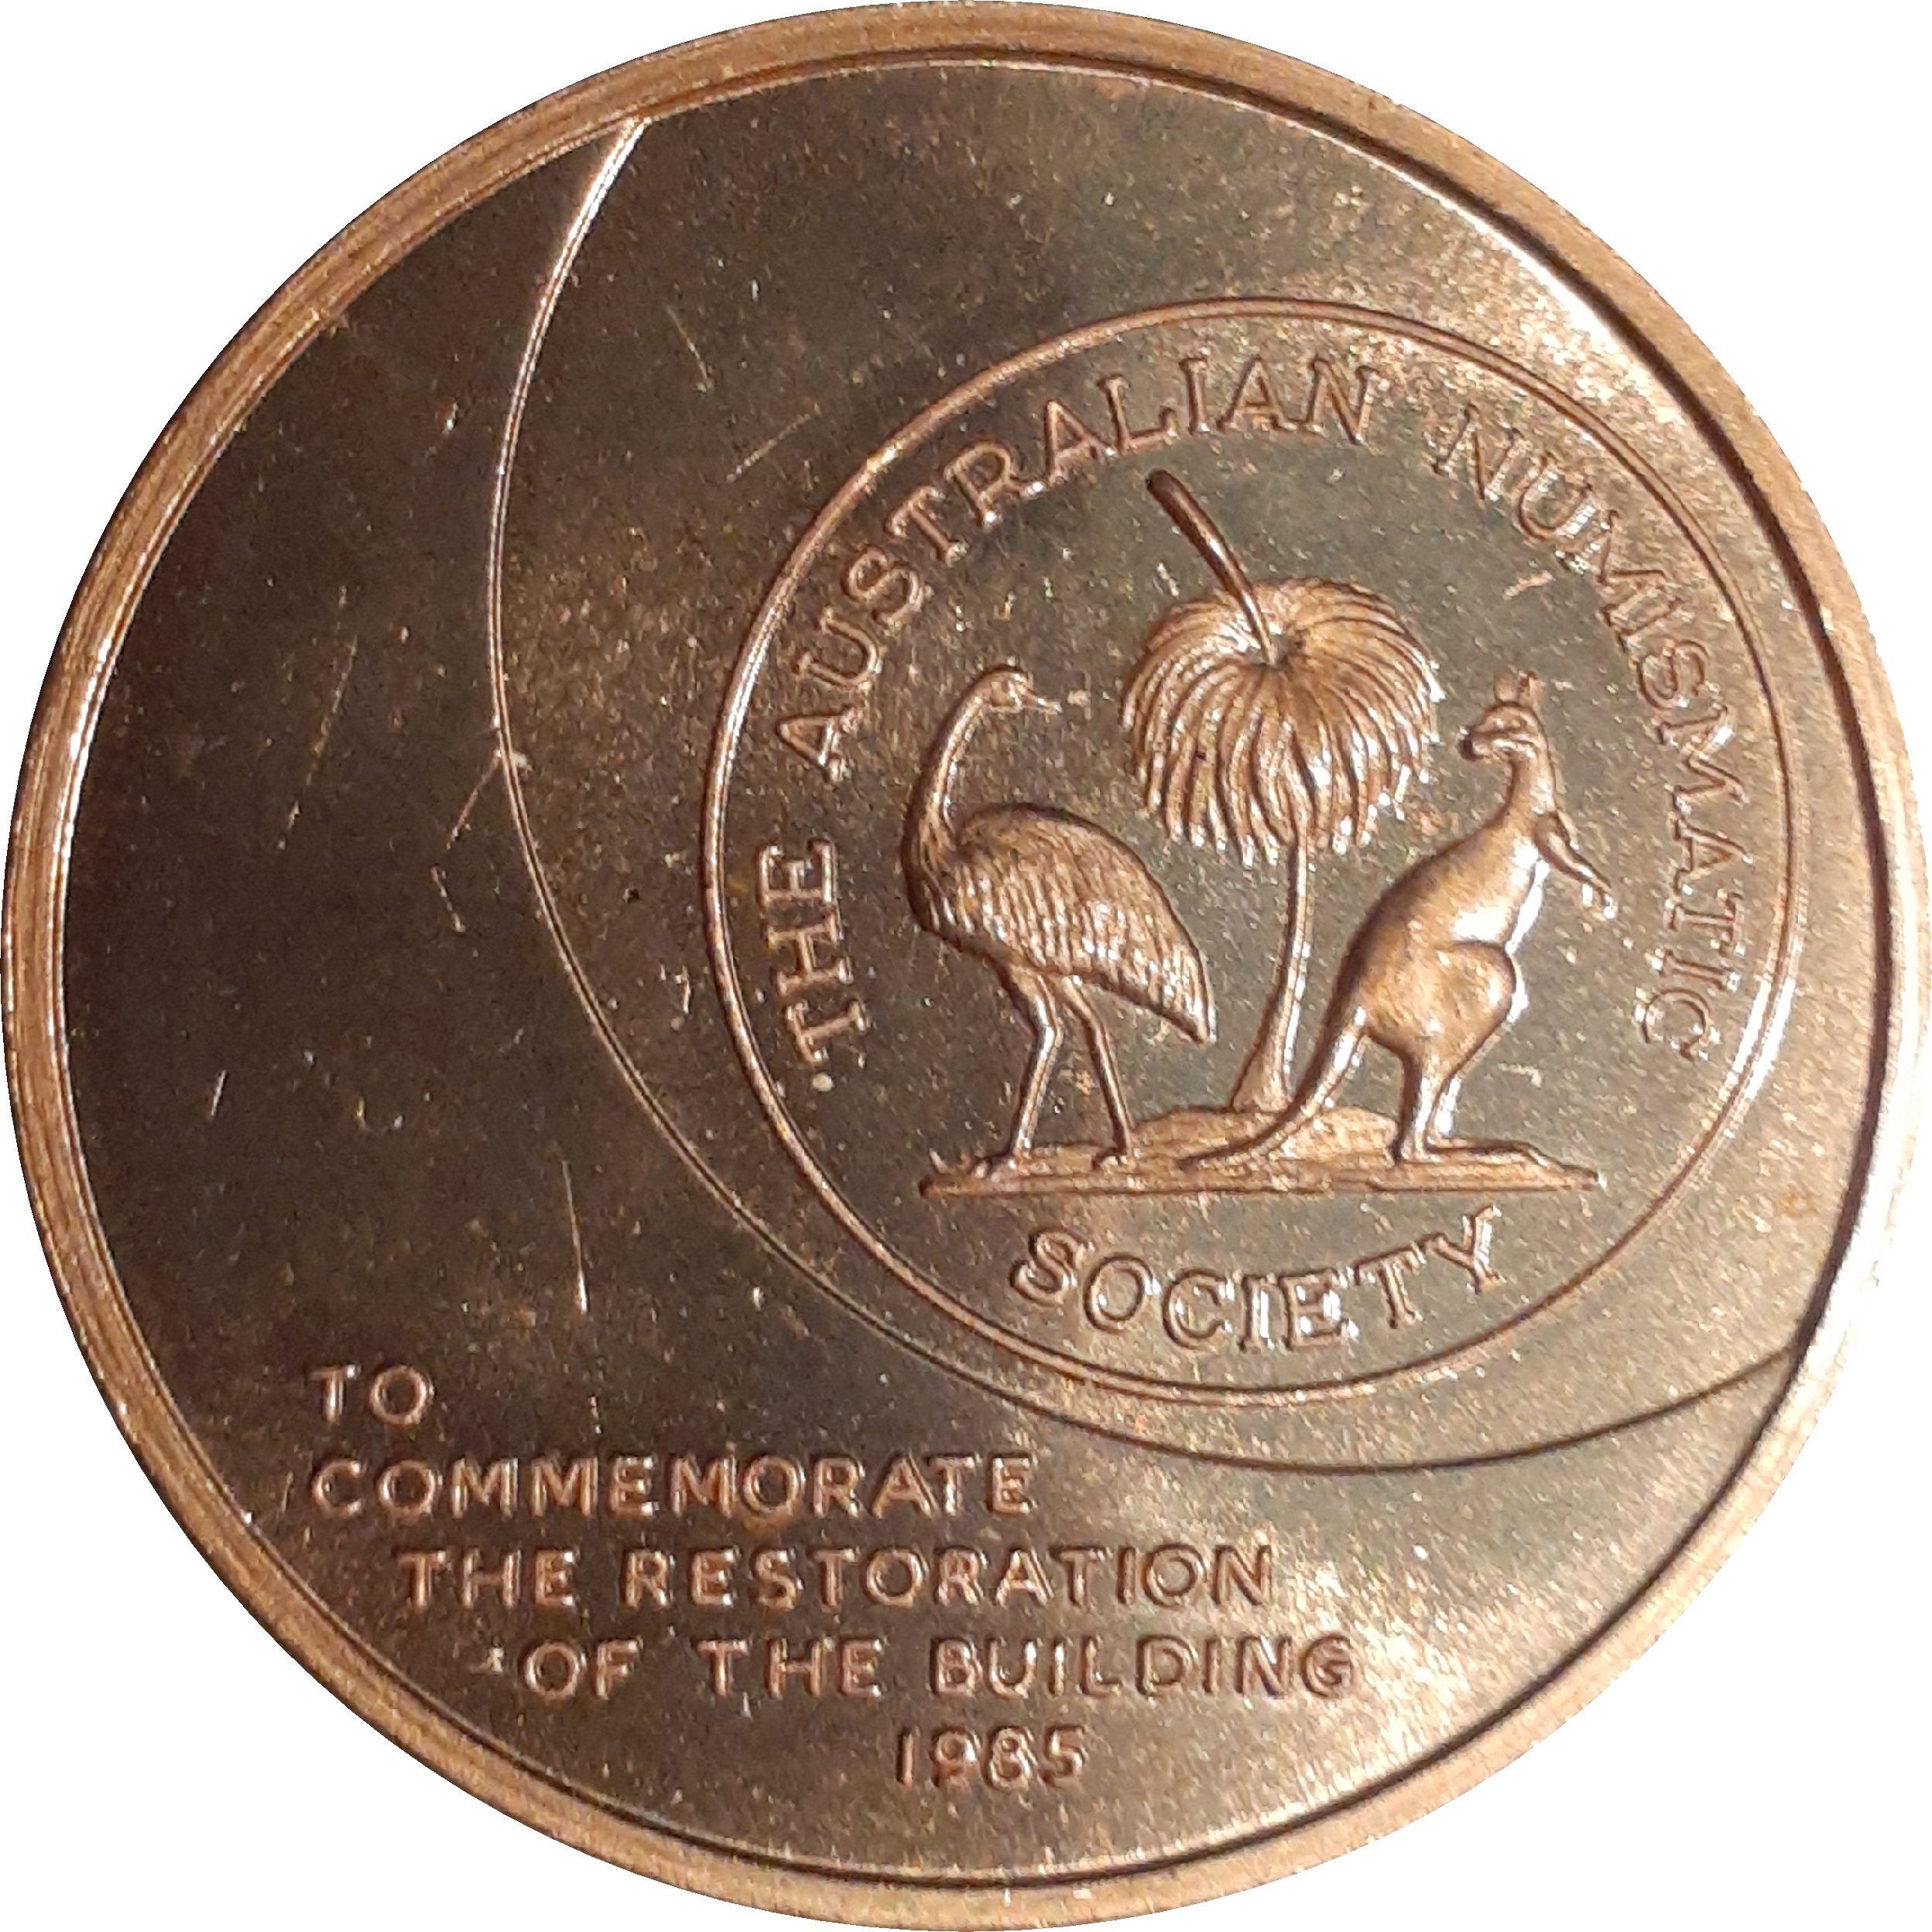 THE AUSTRALIAN NUMISMATIC
SOCIETY
TO
COMMEMORATE
THE RESTORATION
OF THE BUILDING
1985